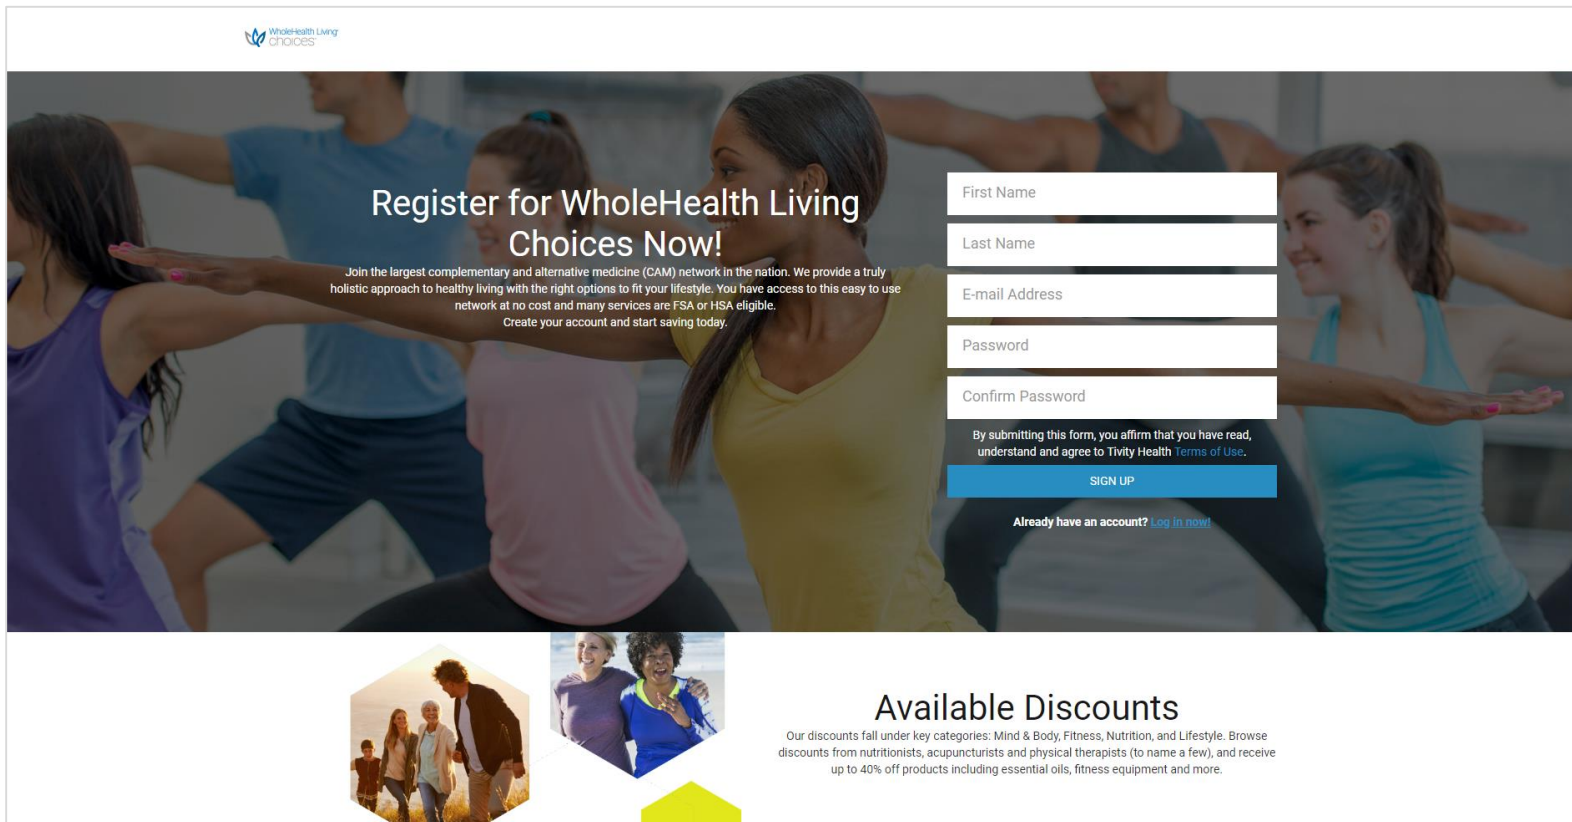 WholeHealth Living
choices
Register for WholeHealth Living
Choices Now!
Join the largest complementary and alternative medicine (CAM) network in the nation. We provide a truly
holistic approach to healthy living with the right options to fit your lifestyle. You have access to this easy to use
network at no cost and many services are FSA or HSA eligible.
Create your account and start saving today.
First Name
Last Name
E-mail Address
Password
Confirm Password
By submitting this form, you affirm that you have read,
understand and agree to Tivity Health Terms of Use.
SIGN UP
Already have an account? Log in now!
Available Discounts
Our discounts fall under key categories: Mind & Body, Fitness, Nutrition, and Lifestyle. Browse
discounts from nutritionists, acupuncturists and physical therapists (to name a few), and receive
up to 40% off products including essential oils, fitness equipment and more.